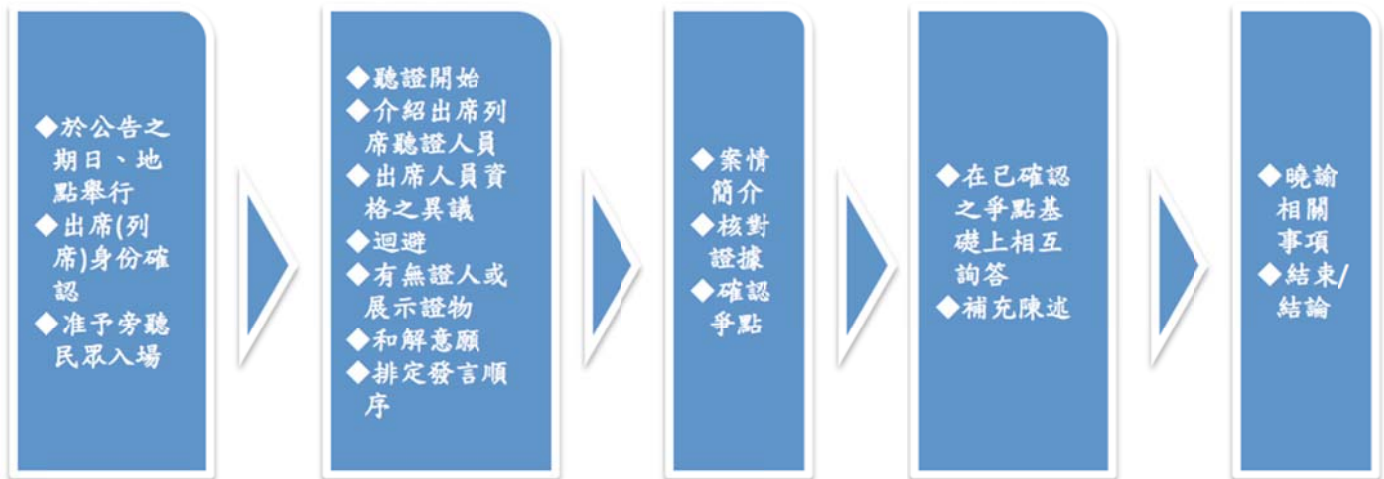 ◆於公告之
期日、地
點舉行
◆出席(列
席)身份確
認
◆准予旁聽
民眾入場
◆聽證開始
◆介紹出席列
席聽證人員
◆出席人員資
格之異議
◆迴避
◆有無證人或
展示證物
◆和解意願
◆排定發言順
序
◆案情
簡介
◆核對
證據
◆確認
爭點
◆在已確認
之爭點基
礎上相互
詢答
◆補充陳述
◆曉諭
相關
事項
◆結束/
結論